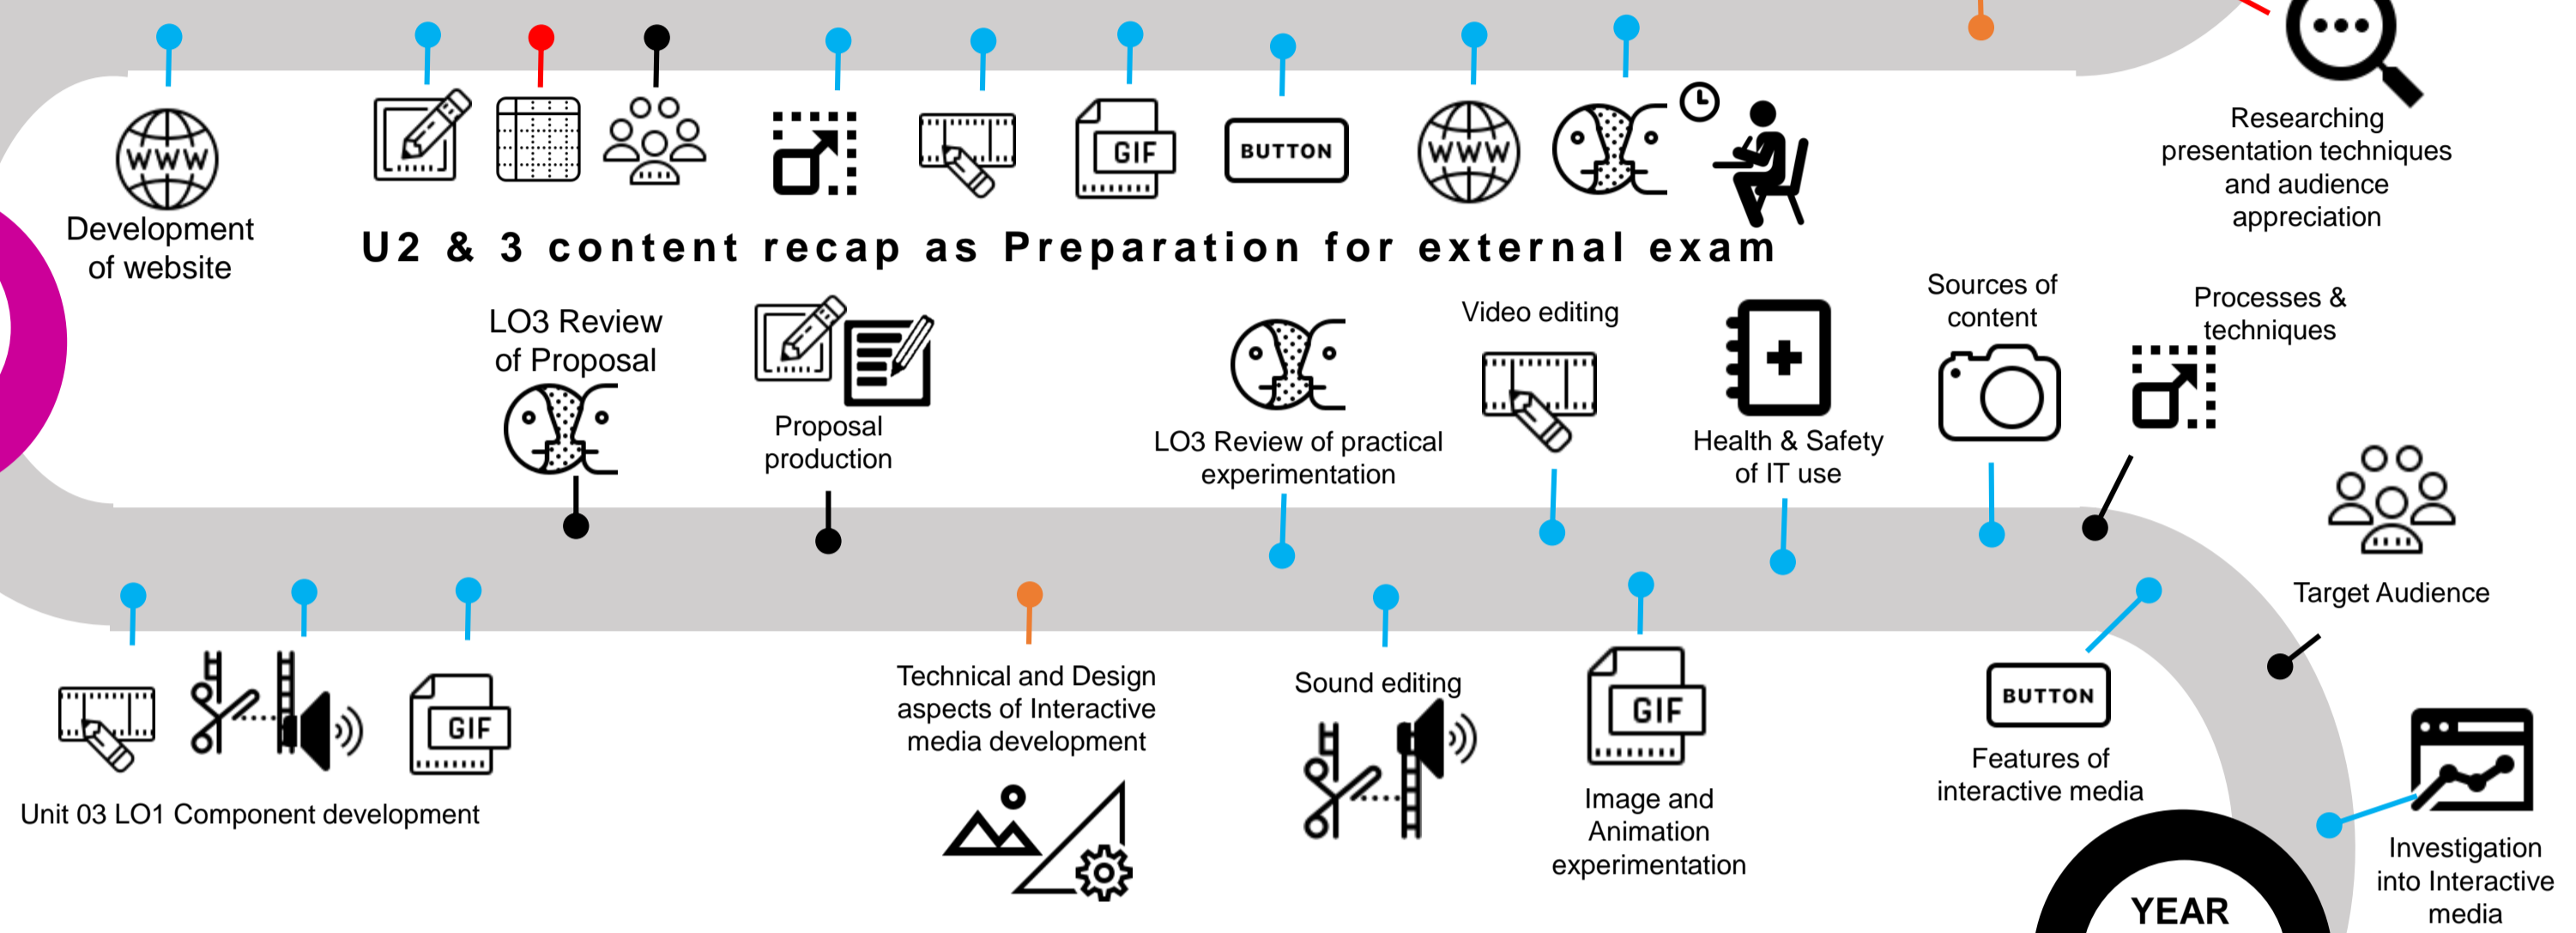 WWW
Development
of website
GIF
BUTTON
WWW
U2 & 3 content recap as Preparation for external exam
Researching
presentation techniques
and audience
appreciation
LO3 Review
of Proposal
Proposal
production
LO3 Review of practical
experimentation
Video editing
Health & Safety
of IT use
Sources of
content
Processes &
techniques
Target Audience
GIF
Unit 03 LO1 Component development
Technical and Design
aspects of Interactive
media development
Sound editing
GIF
Image and
Animation
experimentation
BUTTON
Features of
interactive media
Investigation
into Interactive
media
YEAR